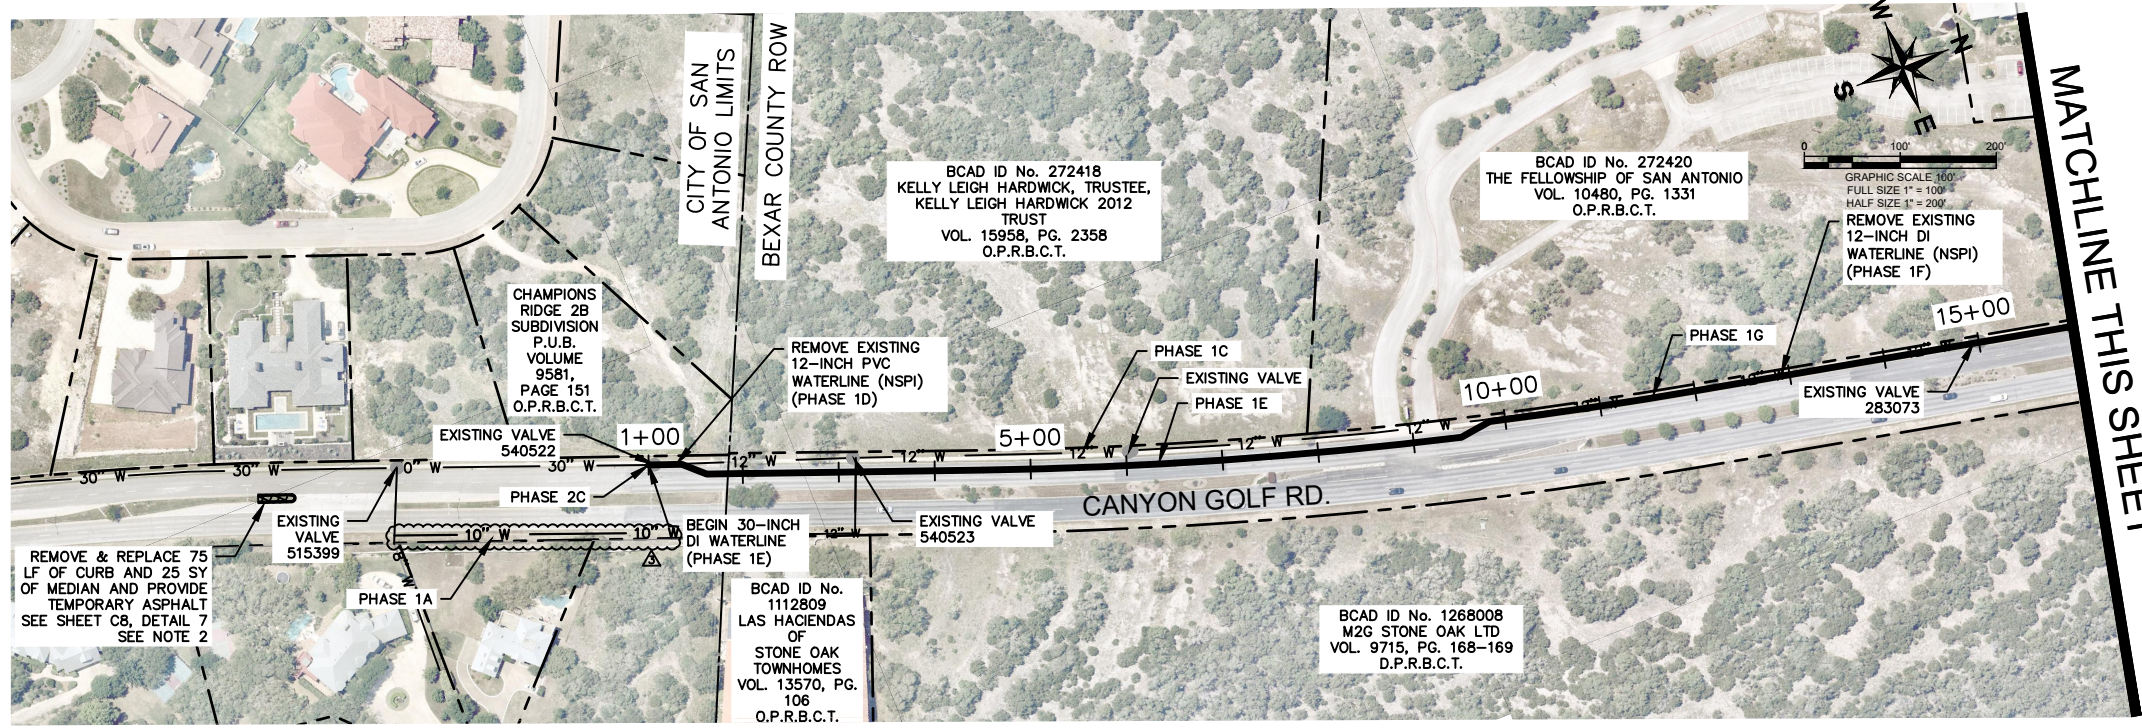 CITY OF SAN
ANTONIO LIMITS
BEXAR COUNTY ROW
W
N
S
E
0 100' 200'
GRAPHIC SCALE 100'
FULL SIZE 1" = 100'
HALF SIZE 1" = 200'
MATCHLINE THIS SHEET
BCAD ID No. 272418
KELLY LEIGH HARDWICK, TRUSTEE,
KELLY LEIGH HARDWICK 2012
TRUST
VOL. 15958, PG. 2358
O.P.R.B.C.T.
BCAD ID No. 272420
THE FELLOWSHIP OF SAN ANTONIO
VOL. 10480, PG. 1331
O.P.R.B.C.T.
REMOVE EXISTING
12-INCH DI
WATERLINE (NSPI)
(PHASE 1F)
CHAMPIONS
RIDGE 2B
SUBDIVISION
P.U.B.
VOLUME
9581,
PAGE 151
O.P.R.B.C.T.
REMOVE EXISTING
12-INCH PVC
WATERLINE (NSPI)
(PHASE 1D)
PHASE 1C
EXISTING VALVE
PHASE 1E
PHASE 1G
15+00
10+00
5+00
1+00
EXISTING VALVE
283073
EXISTING VALVE
540522
30" W
30" W
30" W
30" W
12" W
12" W
12" W
12" W
12" W
12" W
12" W
12" W
PHASE 2C
CANYON GOLF RD.
EXISTING
VALVE
515399
10" W
10" W
BEGIN 30-INCH
DI WATERLINE
(PHASE 1E)
12" W
EXISTING VALVE
540523
3
8" W
PHASE 1A
REMOVE & REPLACE 75
LF OF CURB AND 25 SY
OF MEDIAN AND PROVIDE
TEMPORARY ASPHALT
SEE SHEET C8, DETAIL 7
SEE NOTE 2
BCAD ID No.
1112809
LAS HACIENDAS
OF
STONE OAK
TOWNHOMES
VOL. 13570, PG.
106
O.P.R.B.C.T.
BCAD ID No. 1268008
M2G STONE OAK LTD
VOL. 9715, PG. 168-169
D.P.R.B.C.T.